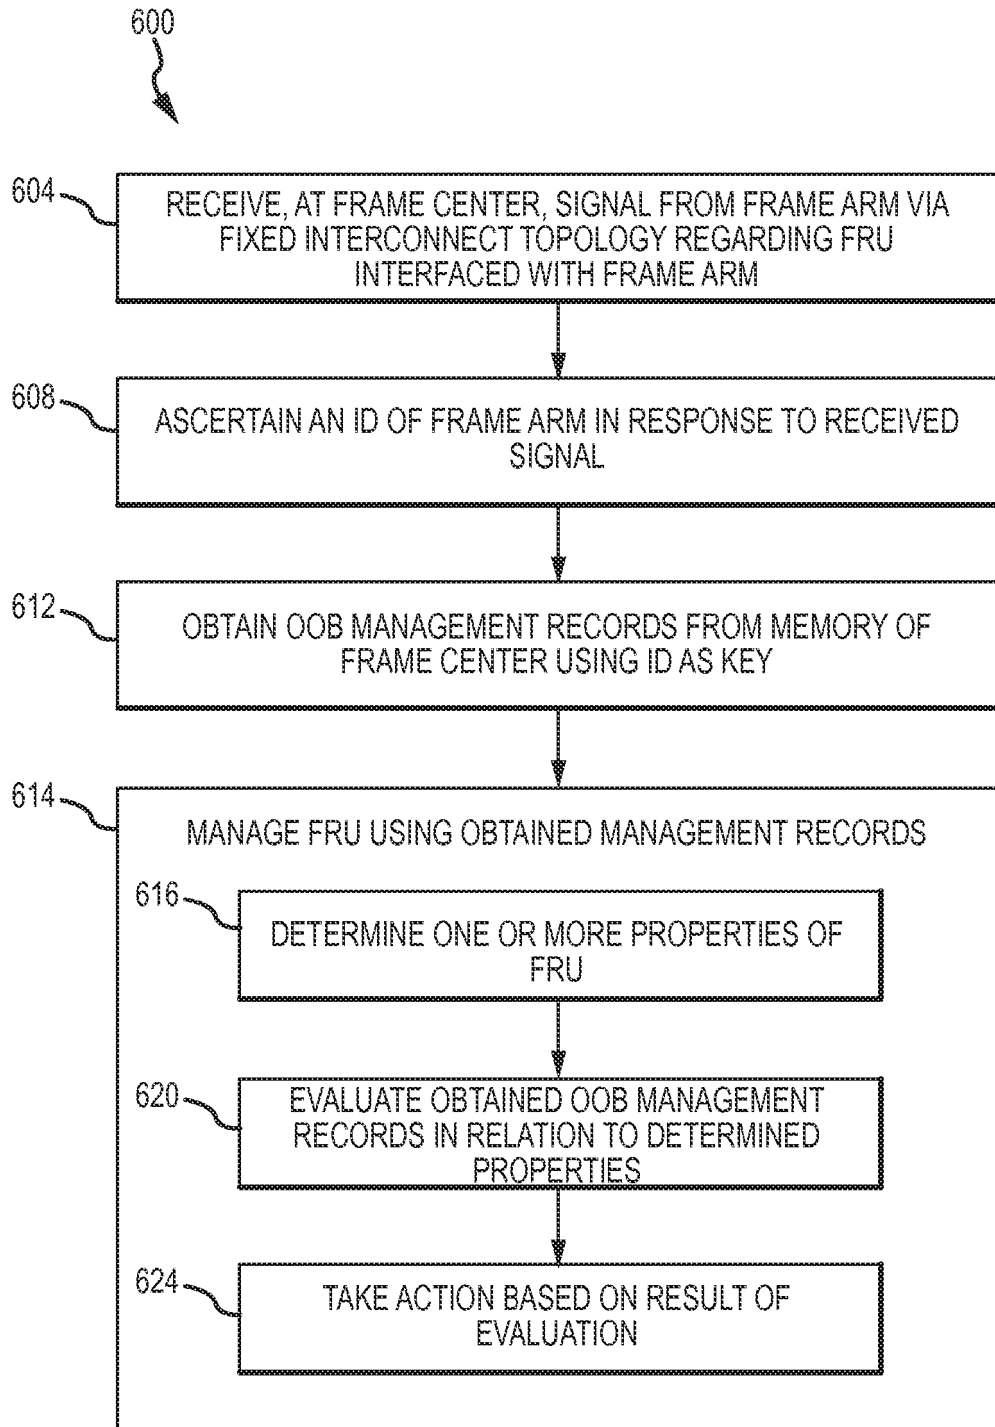 600
604
RECEIVE, AT FRAME CENTER, SIGNAL FROM FRAME ARM VIA
FIXED INTERCONNECT TOPOLOGY REGARDING FRU
INTERFACED WITH FRAME ARM
608
ASCERTAIN AN ID OF FRAME ARM IN RESPONSE TO RECEIVED
SIGNAL
612
OBTAIN OOB MANAGEMENT RECORDS FROM MEMORY OF
FRAME CENTER USING ID AS KEY
614
MANAGE FRU USING OBTAINED MANAGEMENT RECORDS
616
DETERMINE ONE OR MORE PROPERTIES OF
FRU
620
EVALUATE OBTAINED OOB MANAGEMENT
RECORDS IN RELATION TO DETERMINED
PROPERTIES
624
TAKE ACTION BASED ON RESULT OF
EVALUATION